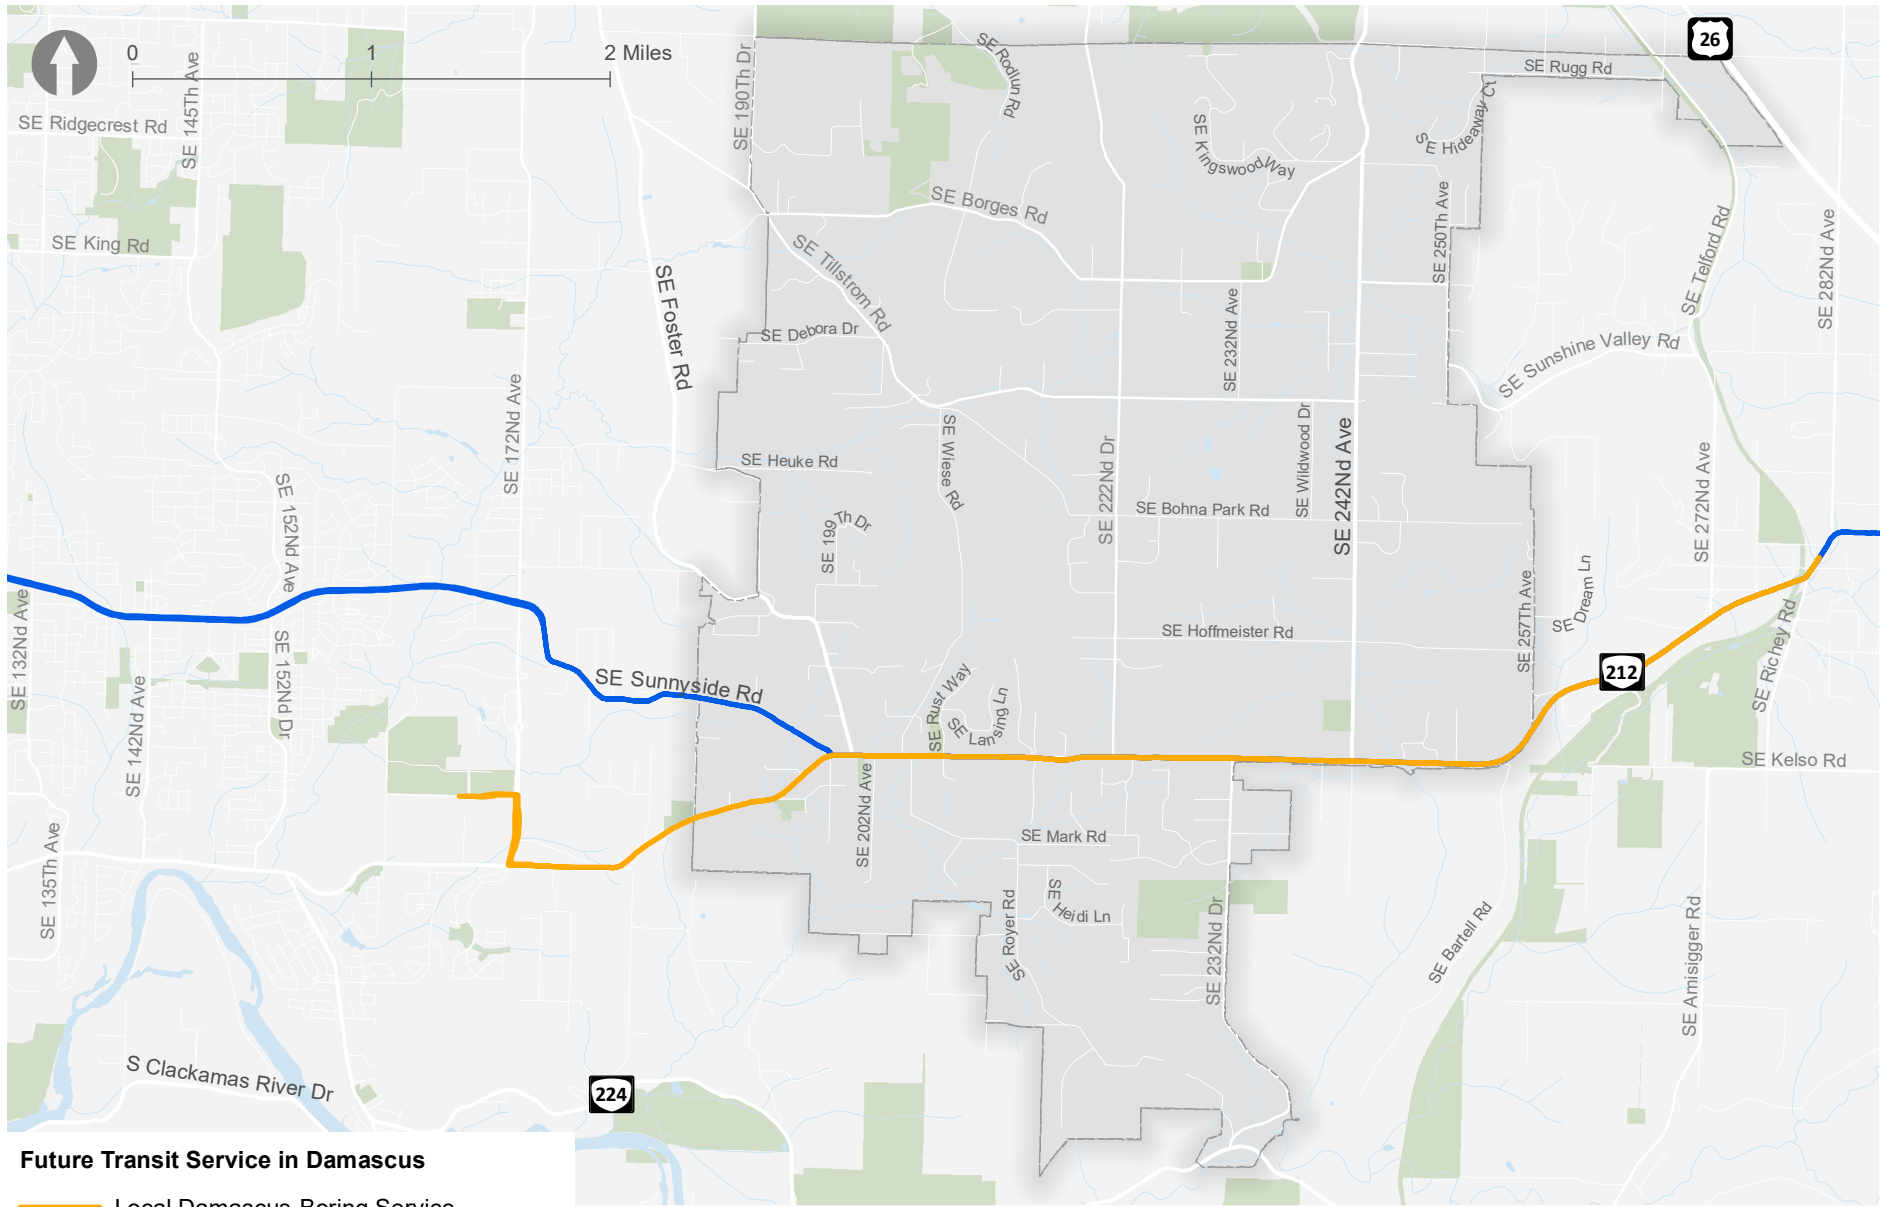 0 1 2 Miles
26
SE Rugg Rd
SE Rodlun Rd
SE 190Th Dr
SE 145Th Ave
SE Ridgecrest Rd
SE Kingswood Way
SE Hideaway Ct
SE Borges Rd
SE 250Th Ave
SE Telford Rd
SE 282Nd Ave
SE King Rd
SE Tillstrom Rd
SE Foster Rd
SE Debora Dr
SE 232Nd Ave
SE Sunshine Valley Rd
SE 172Nd Ave
SE Heuke Rd
SE Wiese Rd
SE 222Nd Dr
SE Wildwood Dr
SE 242Nd Ave
SE 272Nd Ave
SE 152Nd Ave
SE 199Th Dr
SE Bohna Park Rd
SE 132Nd Ave
SE 257Th Ave
SE Dream Ln
SE Hoffmeister Rd
SE Richey Rd
SE 152Nd Dr
SE 142Nd Ave
SE Sunnyside Rd
SE Rust Way
SE Lansing Ln
212
SE Kelso Rd
SE 202Nd Ave
SE Mark Rd
SE 135Th Ave
SE Heidi Ln
SE Royer Rd
SE 232Nd Dr
SE Bartell Rd
SE Amisigger Rd
S Clackamas River Dr
224
Future Transit Service in Damascus
Local Damascus-Boring Service